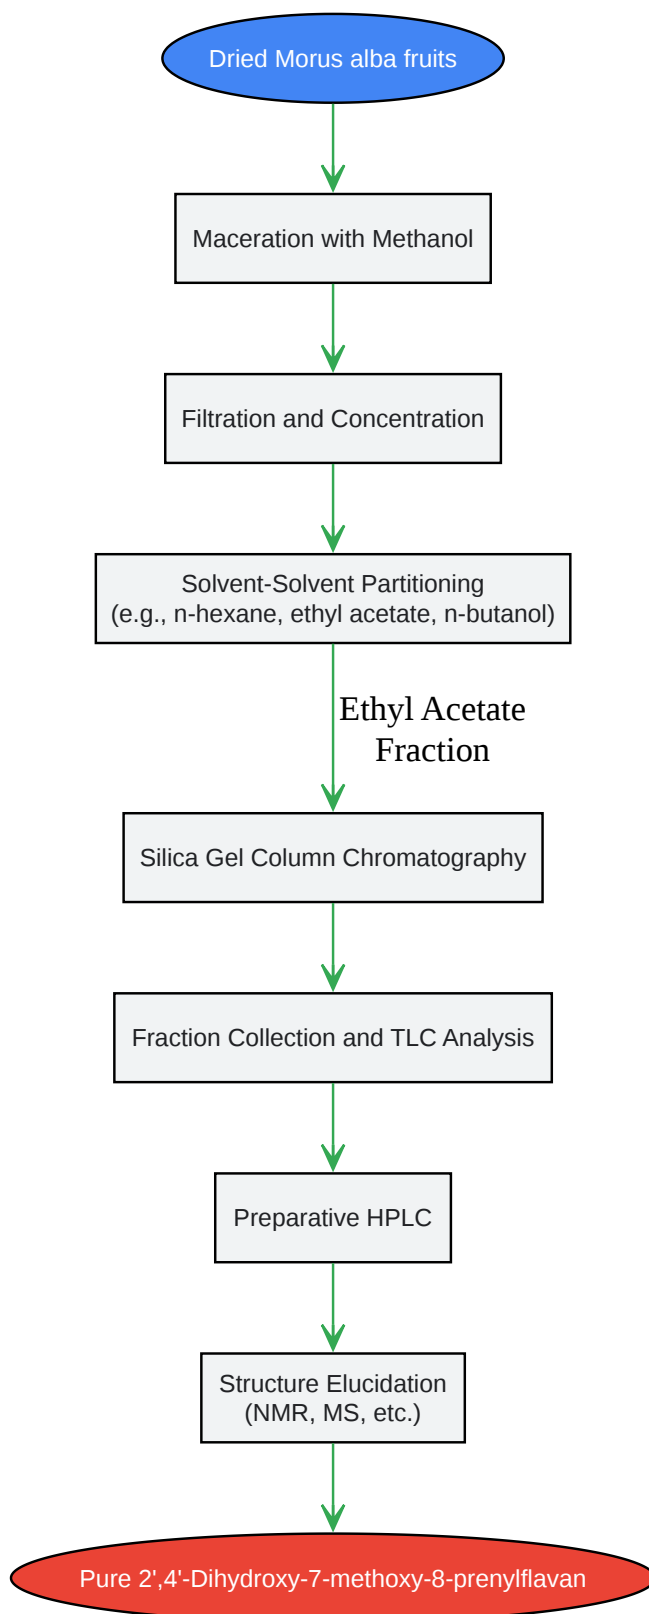 Dried Morus alba fruits
Maceration with Methanol
Filtration and Concentration
Solvent-Solvent Partitioning
(e.g., n-hexane, ethyl acetate, n-butanol)
Ethyl Acetate
Fraction
Silica Gel Column Chromatography
Fraction Collection and TLC Analysis
Preparative HPLC
Structure Elucidation
(NMR, MS, etc.)
Pure 2',4'-Dihydroxy-7-methoxy-8-prenylflavan